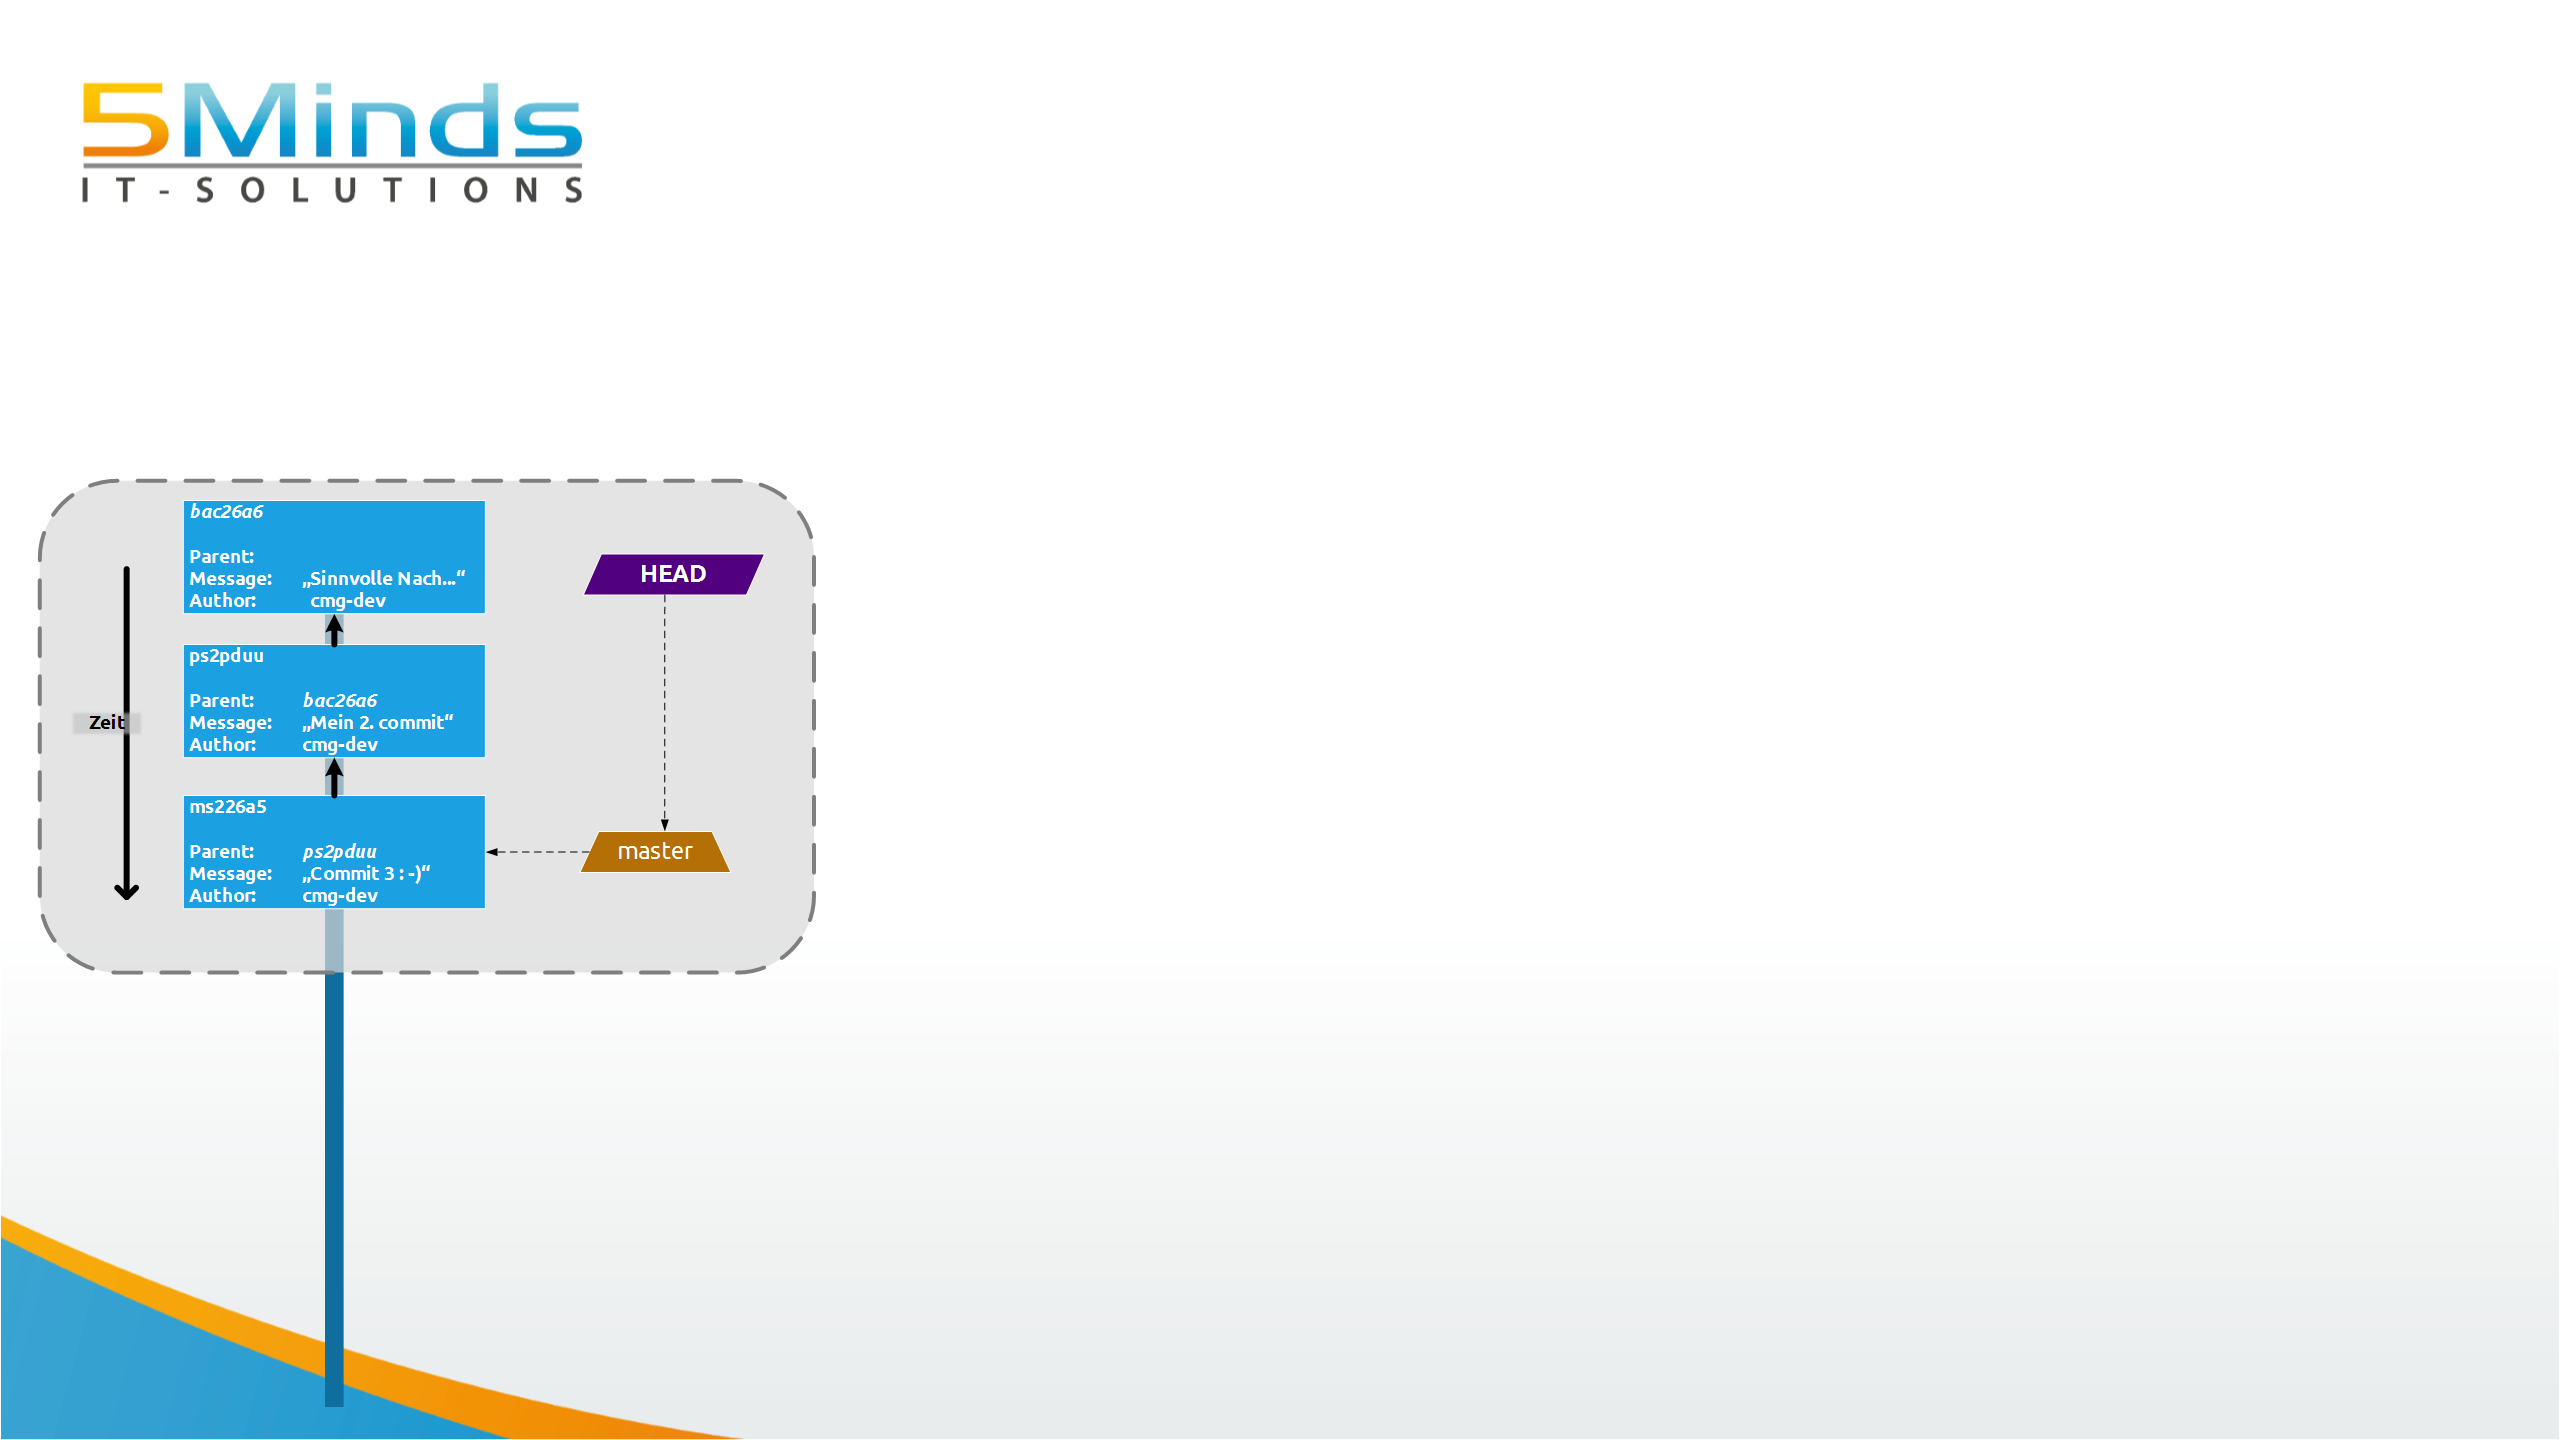 5Minds
IT-SOLUTIONS
bac26a6
Parent:
Message: „Sinnvolle Nach...“
Author: cmg-dev
HEAD
ps2pduu
Parent: bac26a6
Message: „Mein 2. commit“
Author: cmg-dev
Zeit
ms226a5
Parent: ps2pduu
Message: „Commit 3 : -)“
Author: cmg-dev
master